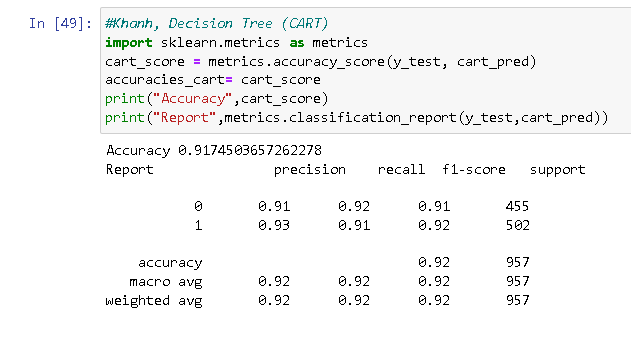 In [49]: #Khanh, Decision Tree (CART)
import sklearn.metrics as metrics
cart_score = metrics.accuracy_score(y_test, cart_pred)
accuracies_cart= cart_score
print("Accuracy",cart_score)
print("Report",metrics.classification_report(y_test,cart_pred))
Accuracy 0.9174503657262278
Report precision recall f1-score support
0 0.91 0.92 0.91 455
1 0.93 0.91 0.92 502
accuracy 0.92 957
macro avg 0.92 0.92 0.92 957
weighted avg 0.92 0.92 0.92 957